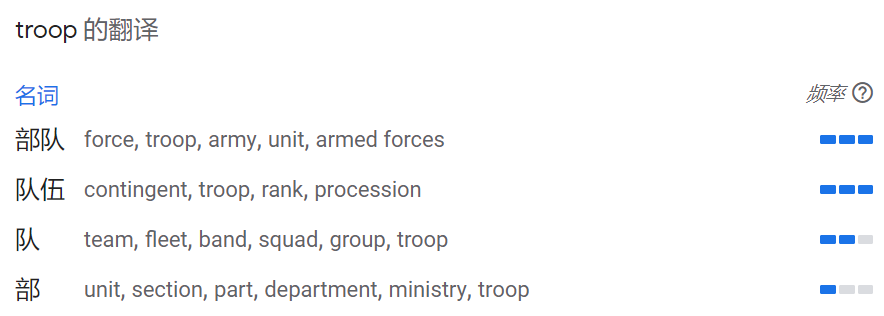 troop 的翻译
名词 频率
部队 force, troop, army, unit, armed forces
队伍 contingent, troop, rank, procession
队 team, fleet, band, squad, group, troop
部 unit, section, part, department, ministry, troop